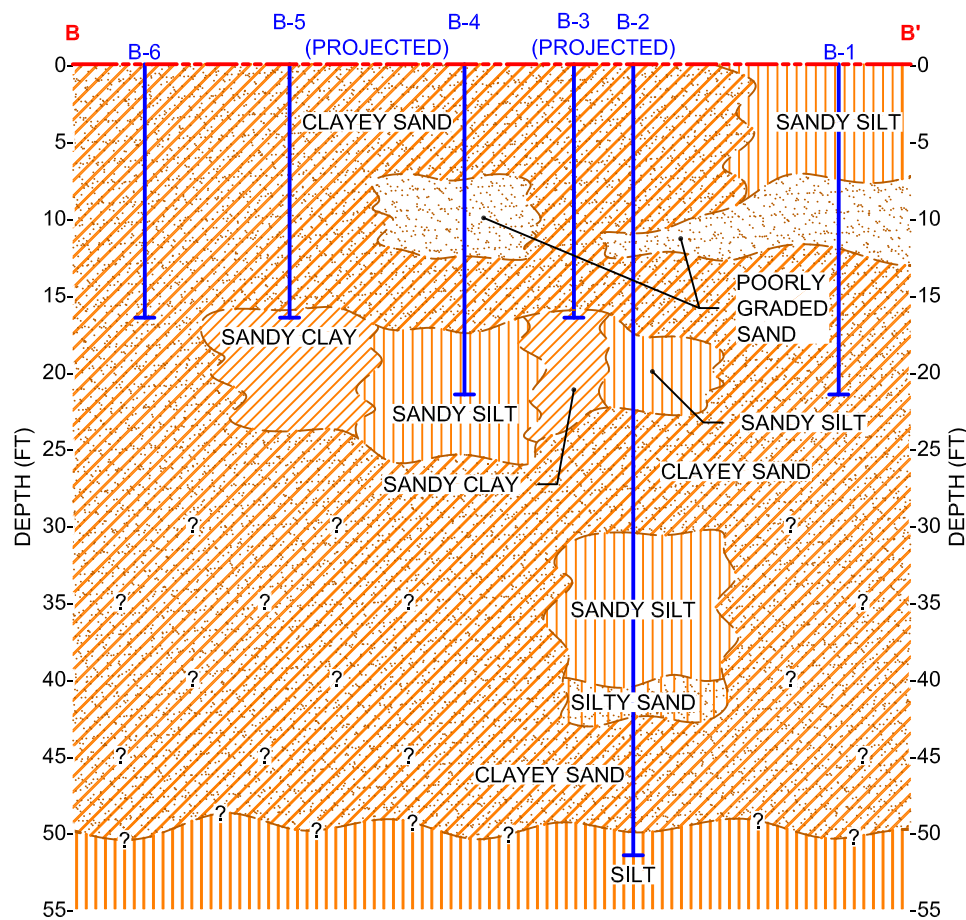 B
B-6
B-5
(PROJECTED)
B-4
B-3
(PROJECTED)
B-2
B-1
B'
0-
-0
CLAYEY SAND
SANDY SILT
5-
-5
10-
-10
POORLY
GRADED
SAND
15-
-15
SANDY CLAY
20-
-20
SANDY SILT
SANDY SILT
25-
-25
CLAYEY SAND
SANDY CLAY
DEPTH (FT)
DEPTH (FT)
30-
? ? ?
-30
35-
? ? ? ?
SANDY SILT
-35
40-
? ? ?
-40
SILTY SAND
45-
? ? ? ?
-45
CLAYEY SAND
50-
? ? ? ? ? ? ?
-50
SILT
55-
-55